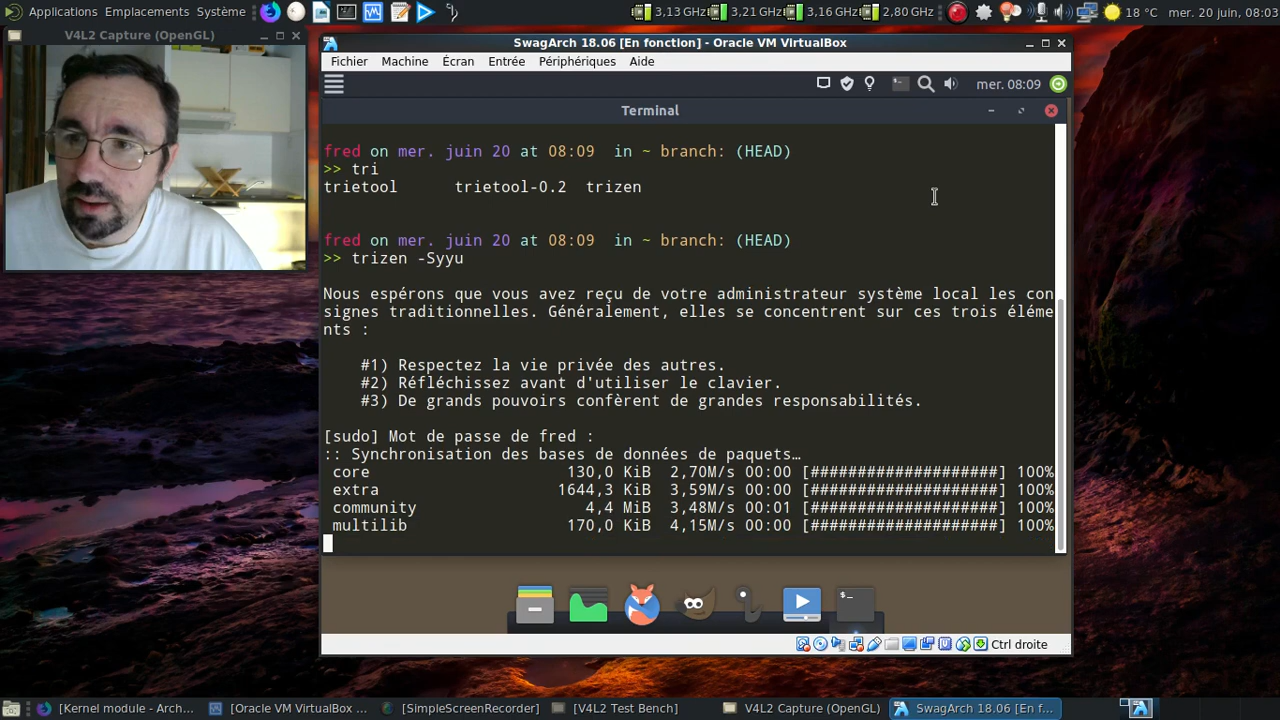 Applications Emplacements Système
3,13 GHz 3,21 GHz 3,16 GHz 2,80 GHz 18 °C mer. 20 juin, 08:03
V4L2 Capture (OpenGL)
SwagArch 18.06 [En fonction] - Oracle VM VirtualBox
Fichier Machine Écran Entrée Périphériques Aide
mer. 08:09
Terminal
fred on mer. juin 20 at 08:09 in ~ branch: (HEAD)
>> tri
trietool trietool-0.2 trizen
fred on mer. juin 20 at 08:09 in ~ branch: (HEAD)
>> trizen -Syyu
Nous espérons que vous avez reçu de votre administrateur système local les con
signes traditionnelles. Généralement, elles se concentrent sur ces trois éléme
nts :
#1) Respectez la vie privée des autres.
#2) Réfléchissez avant d'utiliser le clavier.
#3) De grands pouvoirs confèrent de grandes responsabilités.
[sudo] Mot de passe de fred :
:: Synchronisation des bases de données de paquets…
core 130,0 KiB 2,70M/s 00:00 [####################] 100%
extra 1644,3 KiB 3,59M/s 00:00 [####################] 100%
community 4,4 MiB 3,48M/s 00:01 [####################] 100%
multilib 170,0 KiB 4,15M/s 00:00 [####################] 100%
$_
Ctrl droite
[Kernel module - Arch... [Oracle VM VirtualBox ... [SimpleScreenRecorder] [V4L2 Test Bench] V4L2 Capture (OpenGL) SwagArch 18.06 [En f...